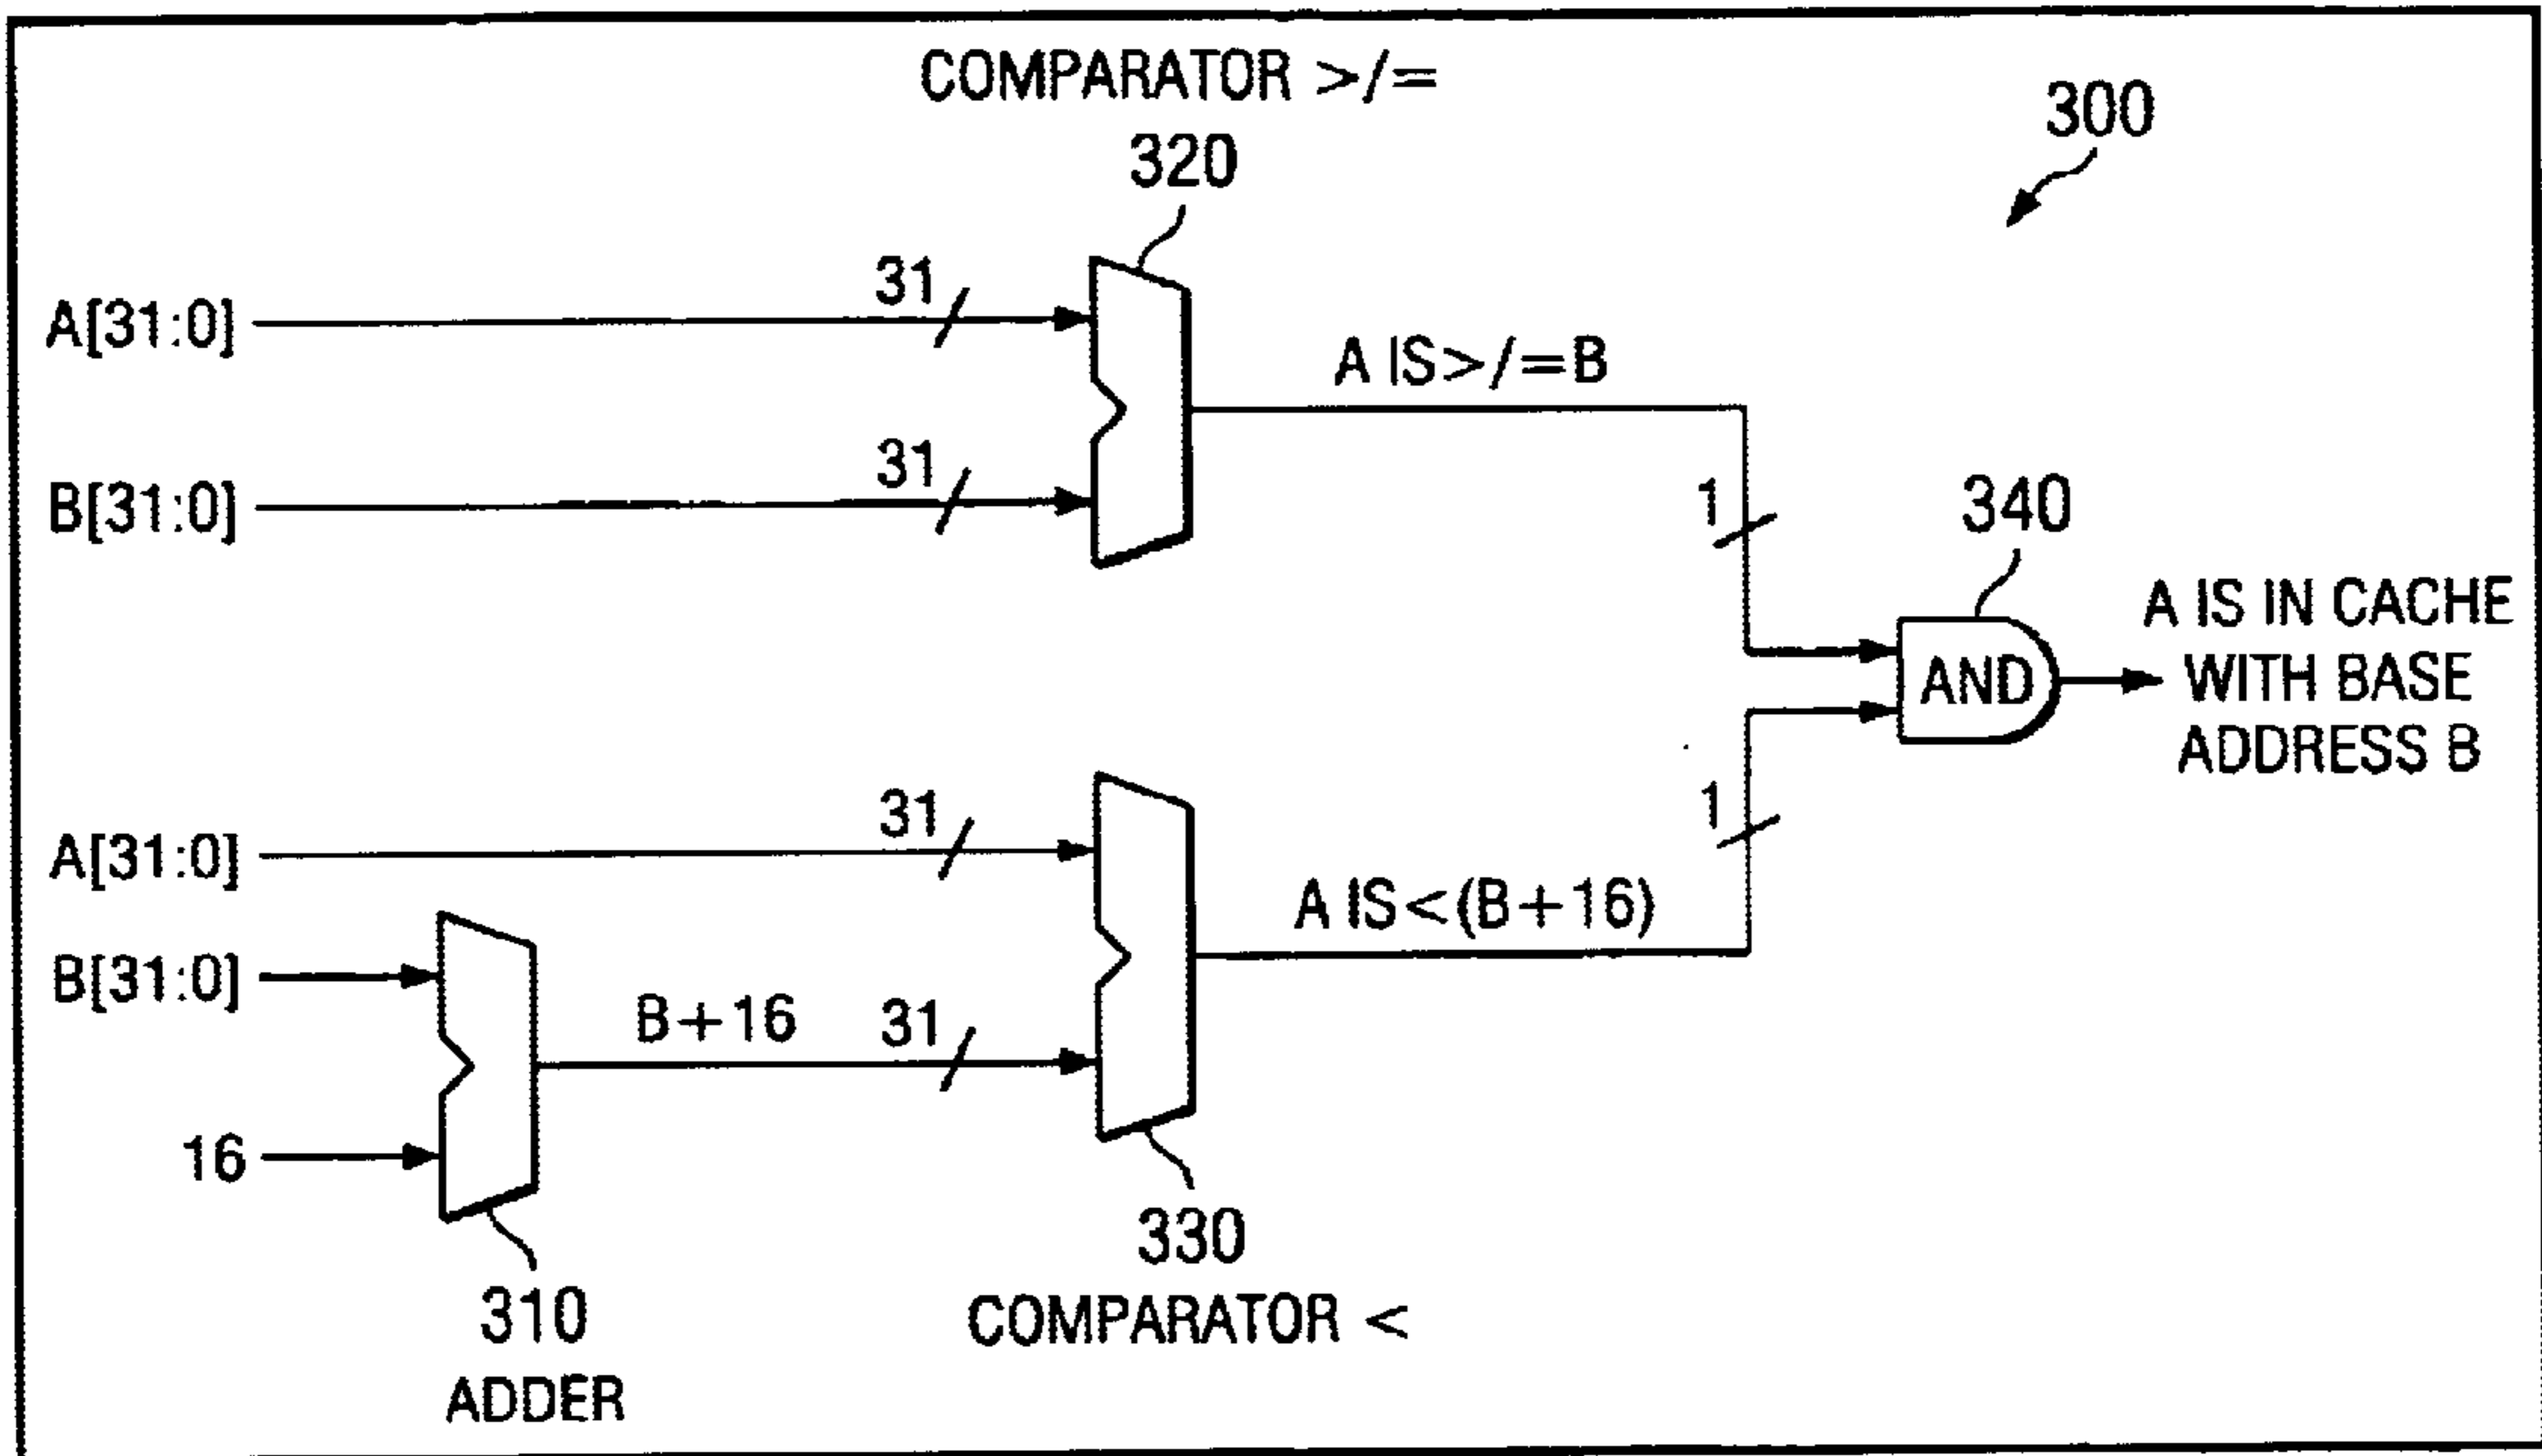 COMPARATOR >/=
320
300
A[31:0]
31
B[31:0]
31
A IS>/=B
1
340
AND
A IS IN CACHE
WITH BASE
ADDRESS B
A[31:0]
31
B[31:0]
16
B+16
31
A IS<(B+16)
1
310
ADDER
330
COMPARATOR <